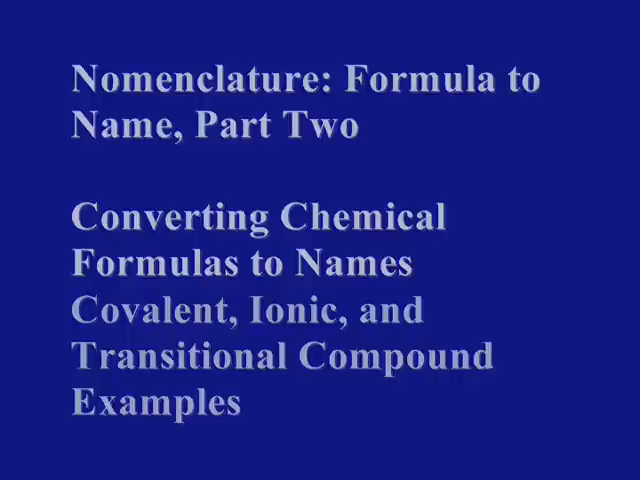 Nomenclature: Formula to
Name, Part Two
Converting Chemical
Formulas to Names
Covalent, Ionic, and
Transitional Compound
Examples